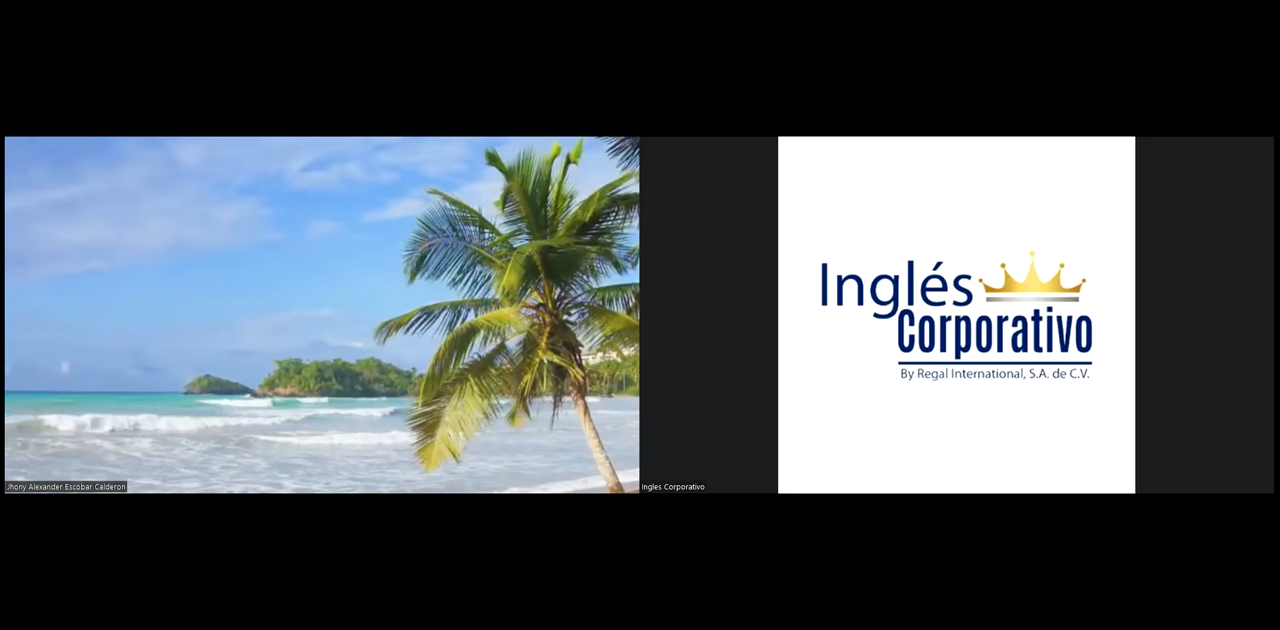 Inglés
Corporativo
By Regal International, S.A. de C.V.
Jhony Alexander Escobar Calderon
Ingles Corporativo